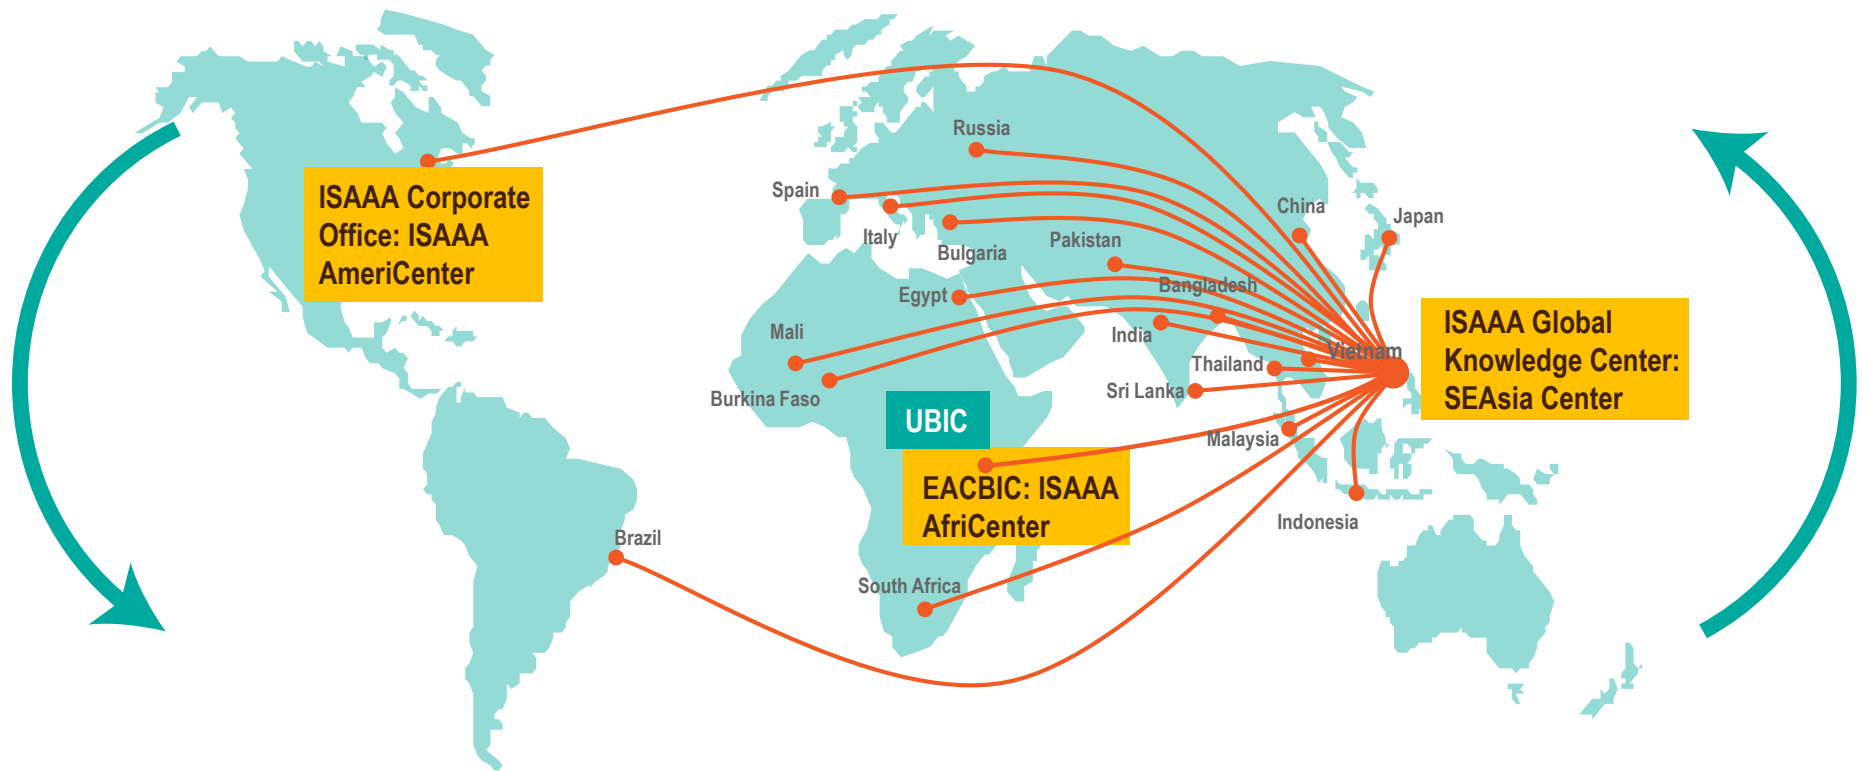 Russia
ISAAA Corporate
Office: ISAAA
AmeriCenter
Spain
Italy
Bulgaria
Pakistan
China
Japan
Egypt
Bangladesh
Mali
India
Vietnam
Thailand
Burkina Faso
Sri Lanka
ISAAA Global
Knowledge Center:
SEAsia Center
UBIC
Malaysia
EACBIC: ISAAA
AfriCenter
Indonesia
Brazil
South Africa